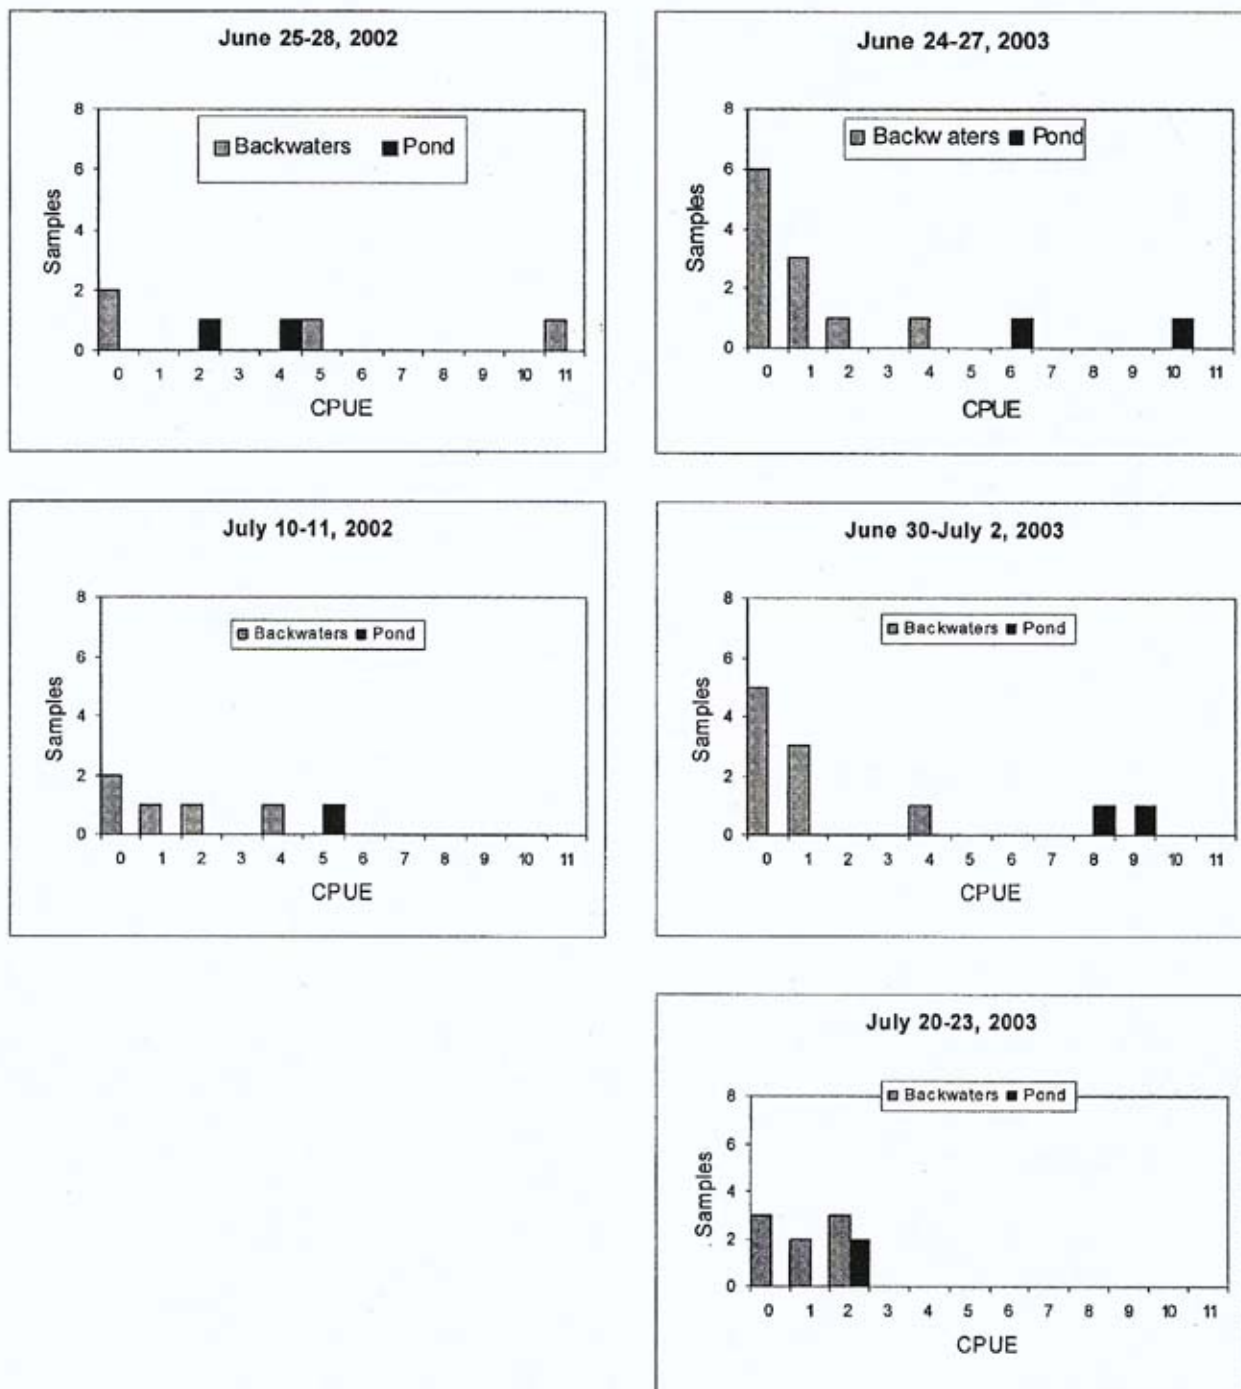 June 25-28, 2002
8
6
4
2
0
Samples
Backwaters Pond
0 1 2 3 4 5 6 7 8 9 10 11
CPUE
June 24-27, 2003
8
6
4
2
0
Samples
Backw aters Pond
0 1 2 3 4 5 6 7 8 9 10 11
CPUE
July 10-11, 2002
8
6
4
2
0
Samples
Backwaters Pond
0 1 2 3 4 5 6 7 8 9 10 11
CPUE
June 30-July 2, 2003
8
6
4
2
0
Samples
Backwaters Pond
0 1 2 3 4 5 6 7 8 9 10 11
CPUE
July 20-23, 2003
8
6
4
2
0
Samples
Backwaters Pond
0 1 2 3 4 5 6 7 8 9 10 11
CPUE